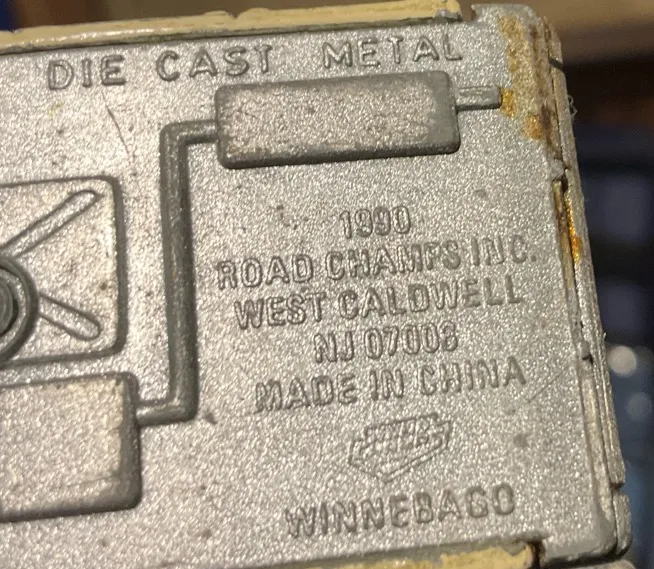 DIE CAST METAL
1990
ROAD CHAMPS INC.
WEST CALDWELL
NJ 07006
MADE IN CHINA
WINNEBAGO